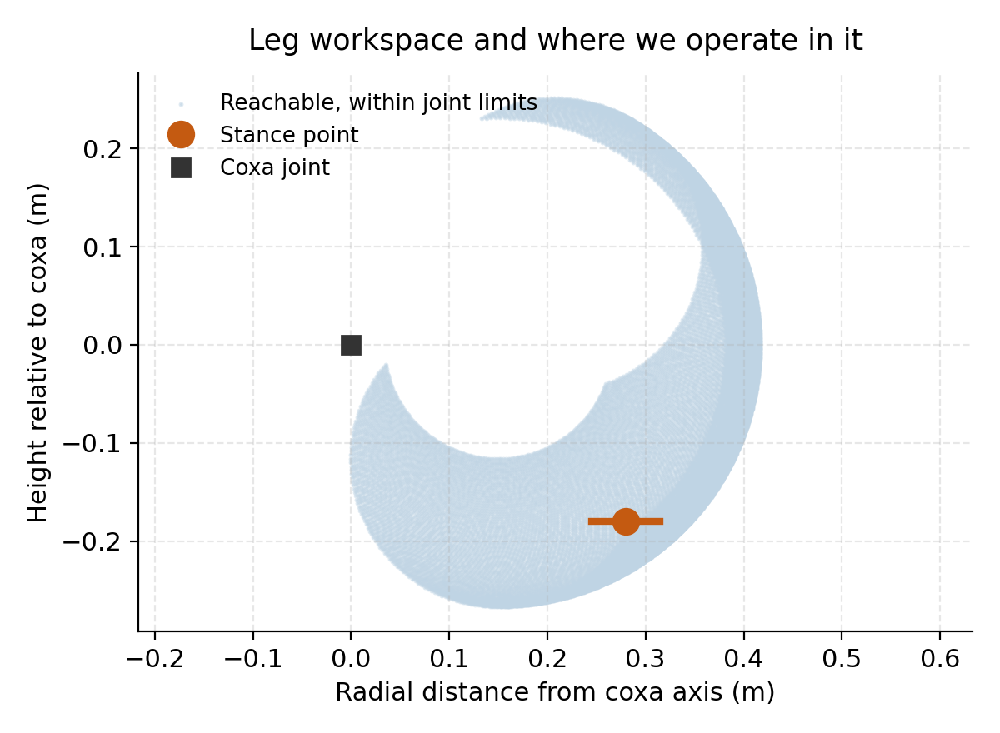 Leg workspace and where we operate in it
Reachable, within joint limits
Stance point
Coxa joint
Height relative to coxa (m)
0.2
0.1
0.0
−0.1
−0.2
−0.2 −0.1 0.0 0.1 0.2 0.3 0.4 0.5 0.6
Radial distance from coxa axis (m)